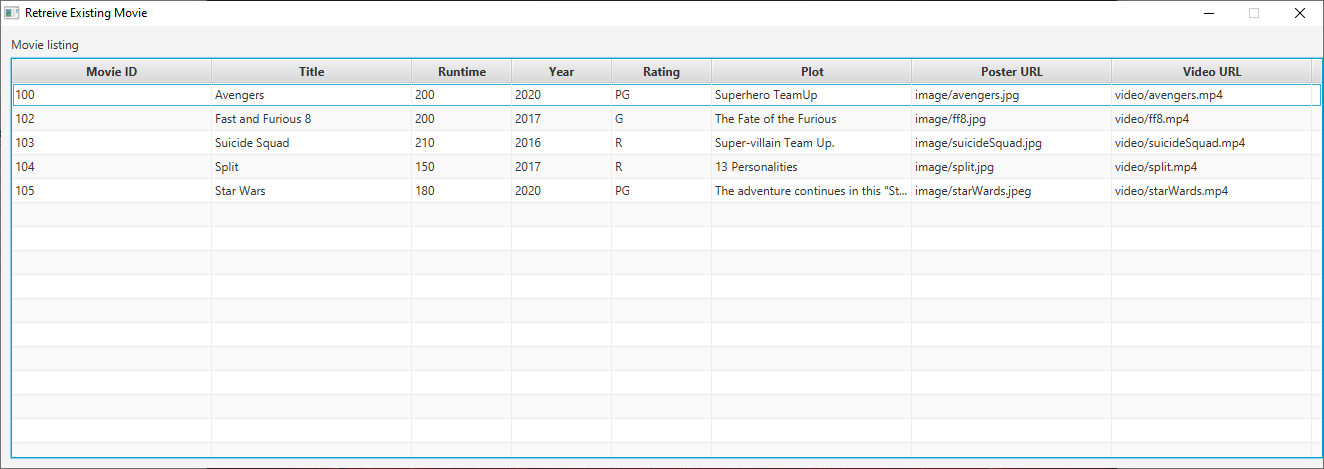 Retreive Existing Movie
Movie listing
Movie ID Title Runtime Year Rating Plot Poster URL Video URL
100 Avengers 200 2020 PG Superhero TeamUp image/avengers.jpg video/avengers.mp4
102 Fast and Furious 8 200 2017 G The Fate of the Furious image/ff8.jpg video/ff8.mp4
103 Suicide Squad 210 2016 R Super-villain Team Up. image/suicideSquad.jpg video/suicideSquad.mp4
104 Split 150 2017 R 13 Personalities image/split.jpg video/split.mp4
105 Star Wars 180 2020 PG The adventure continues in this "St... image/starWards.jpeg video/starWards.mp4